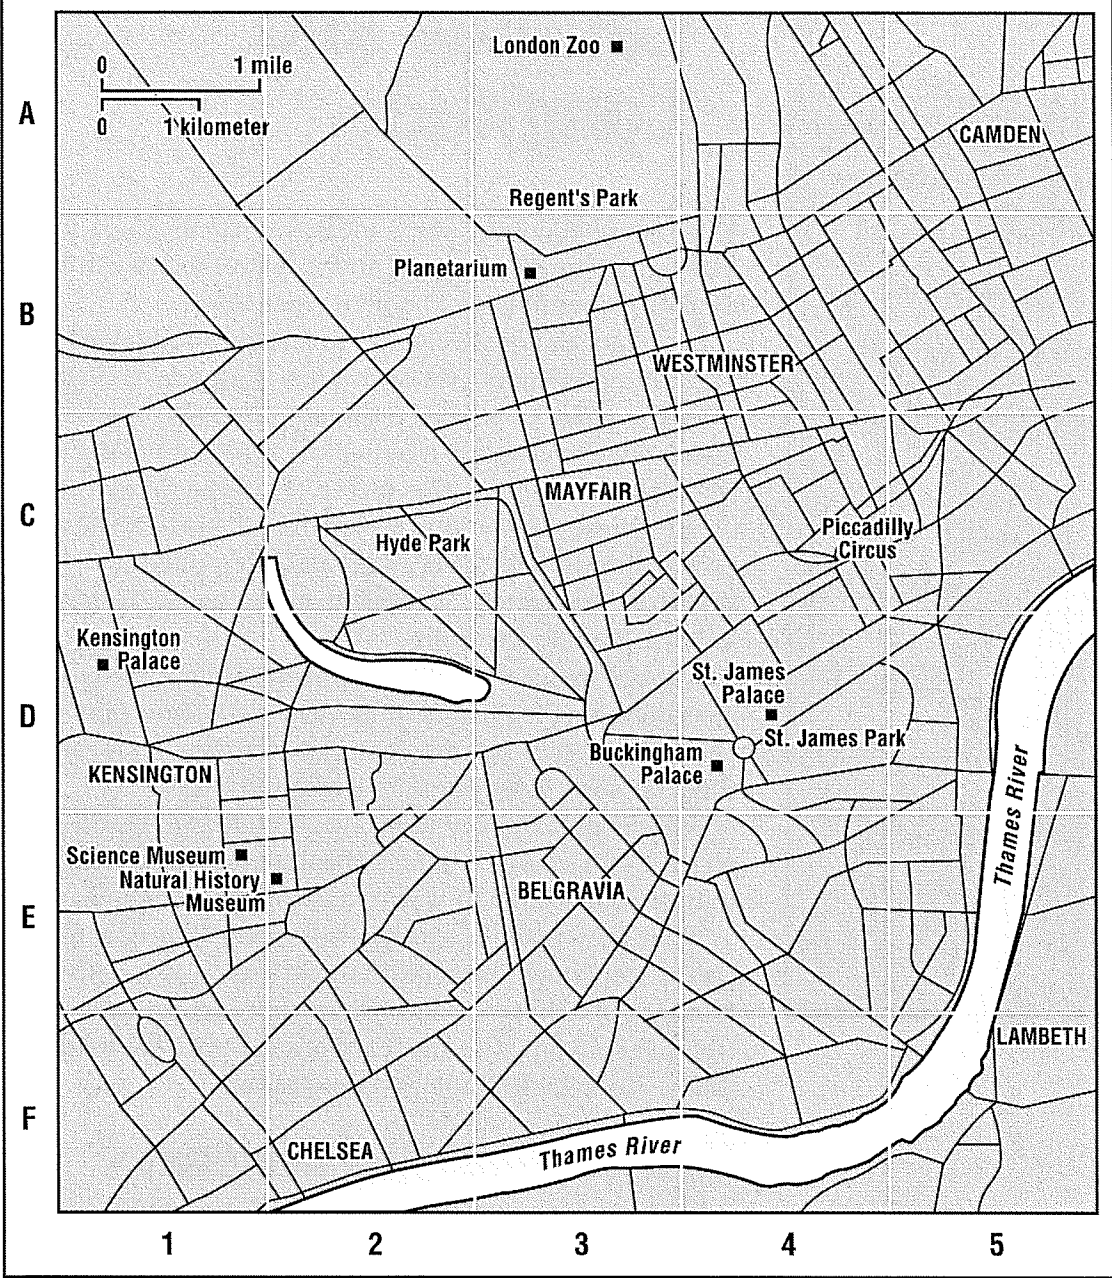 London Zoo
0 1 mile
0 1 kilometer
A
CAMDEN
Regent's Park
Planetarium
B
WESTMINSTER
MAYFAIR
C
Piccadilly
Circus
Hyde Park
Kensington
Palace
St. James
Palace
D
St. James Park
Buckingham
Palace
KENSINGTON
Thames River
Science Museum
Natural History
Museum
BELGRAVIA
E
LAMBETH
F
CHELSEA
Thames River
1 2 3 4 5